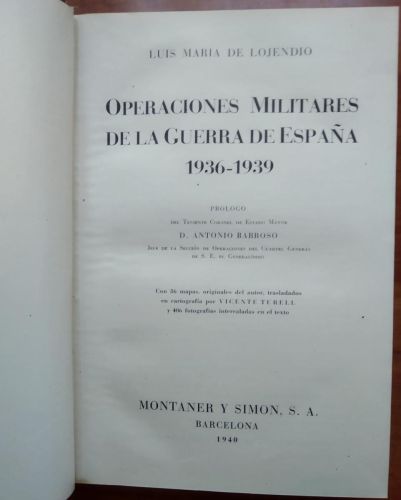 LUIS MARIA DE LOJENDIO
OPERACIONES MILITARES
DE LA GUERRA DE ESPAÑA
1936-1939
PROLOGO
DEL TENIENTE CORONEL DE ESTADO MAYOR
D. ANTONIO BARROSO
JEFE DE LA SECCIÓN DE OPERACIONES DEL CUARTEL GENERAL
DE S. E. EL GENERALISIMO
Con 36 mapas, originales del autor, trasladados
en cartografía por VICENTE TURELL
y 406 fotografías intercaladas en el texto
MONTANER Y SIMON, S. A.
BARCELONA
1940